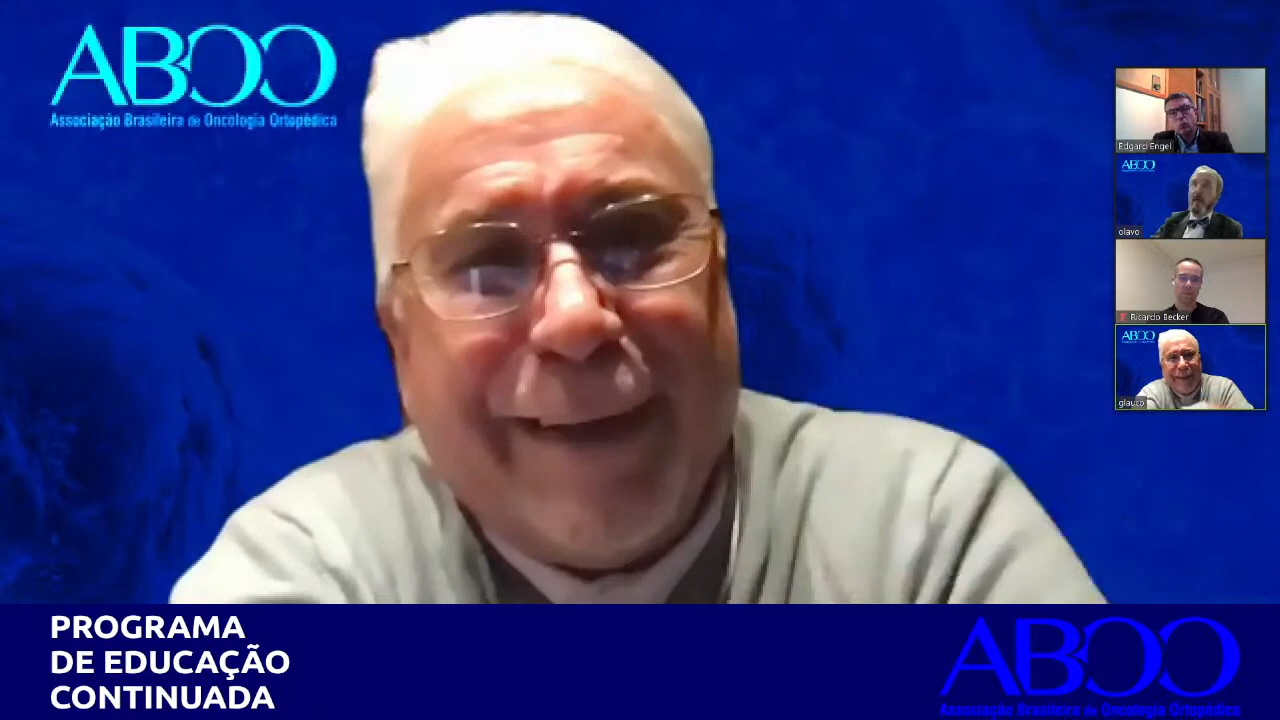 ABOO
Associação Brasileira de Oncologia Ortopédica
Edgard Engel
ABOO
olavo
Ricardo Becker
ABOO
glauco
PROGRAMA
DE EDUCAÇÃO
CONTINUADA
ABOO
Associação Brasileira de Oncologia Ortopédica